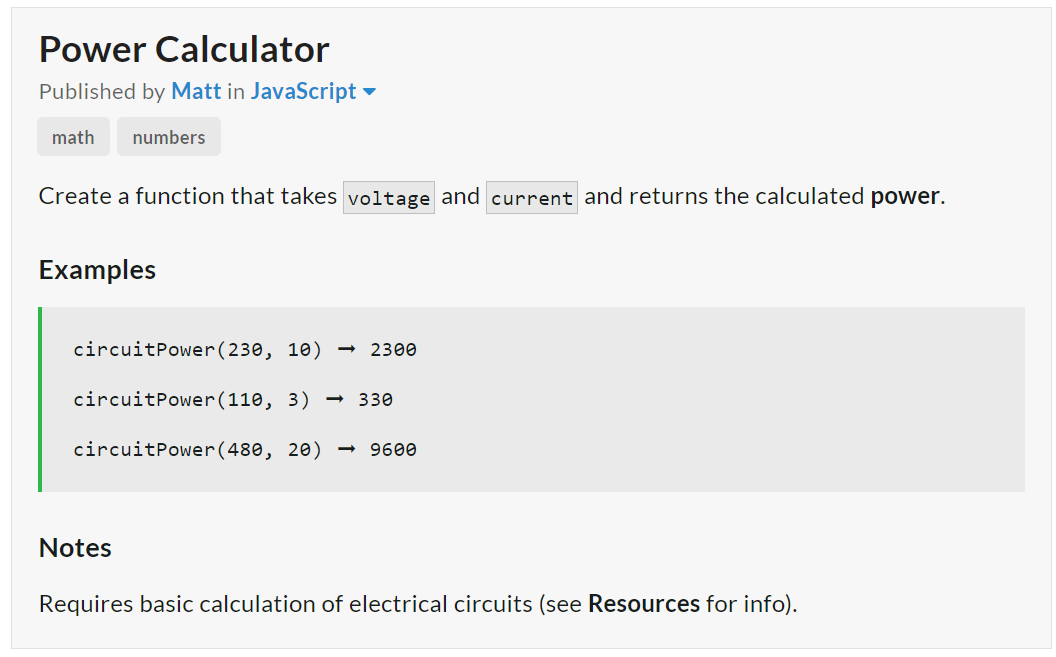 Power Calculator
Published by Matt in JavaScript
math numbers
Create a function that takes voltage and current and returns the calculated power.
Examples
circuitPower(230, 10) ➞ 2300
circuitPower(110, 3) ➞ 330
circuitPower(480, 20) ➞ 9600
Notes
Requires basic calculation of electrical circuits (see Resources for info).